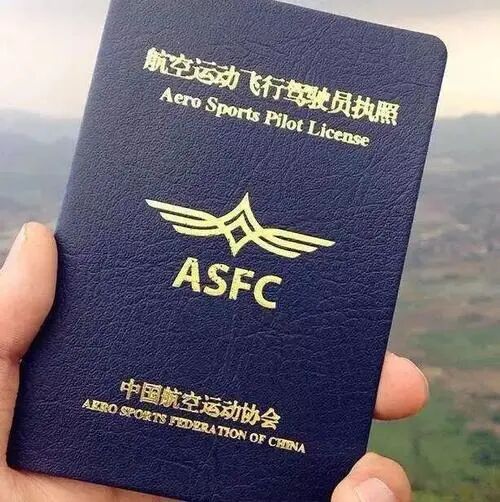 航空运动飞行驾驶员执照
Aero Sports Pilot License
ASFC
中国航空运动协会
AERO SPORTS FEDERATION OF CHINA